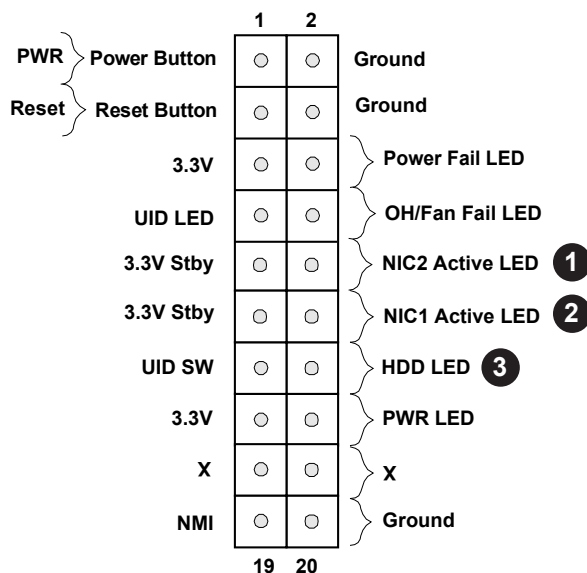 1 2
PWR Power Button Ground
Reset Reset Button Ground
3.3V Power Fail LED
UID LED OH/Fan Fail LED
3.3V Stby NIC2 Active LED 1
3.3V Stby NIC1 Active LED 2
UID SW HDD LED 3
3.3V PWR LED
X X
NMI Ground
19 20